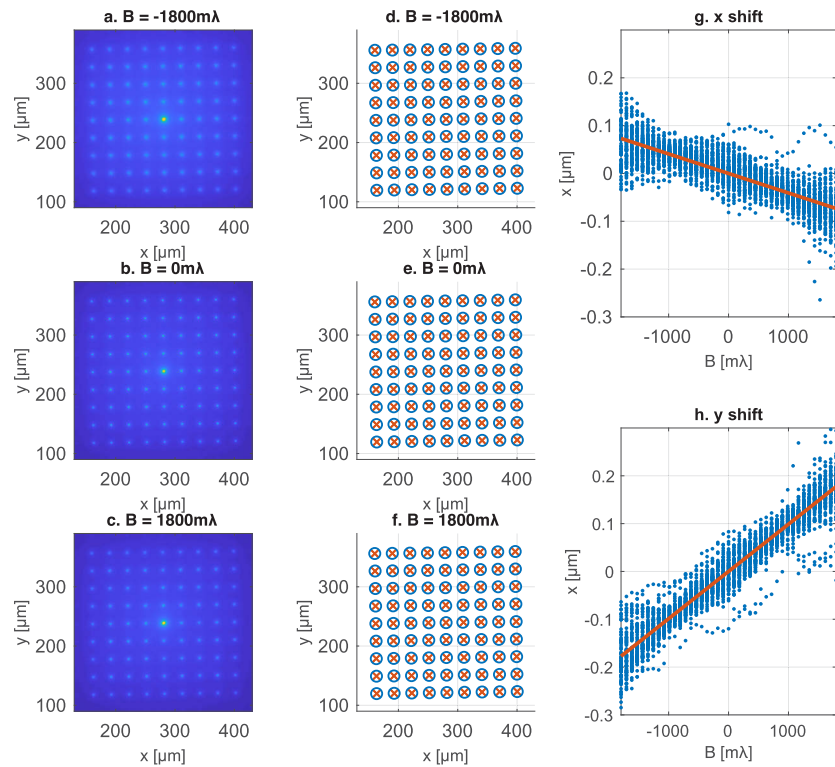 a. B = -1800mλ
300
200
100
y [µm]
200
300
400
x [µm]
b. B = 0mλ
300
200
100
y [µm]
200
300
400
x [µm]
c. B = 1800mλ
300
200
100
y [µm]
200
300
400
x [µm]
d. B = -1800mλ
300
200
100
y [µm]
200
300
400
x [µm]
e. B = 0mλ
300
200
100
y [µm]
200
300
400
x [µm]
f. B = 1800mλ
300
200
100
y [µm]
200
300
400
x [µm]
g. x shift
0.2
0.1
0
-0.1
-0.2
-0.3
x [µm]
-1000
0
1000
B [mλ]
h. y shift
0.2
0.1
0
-0.1
-0.2
-0.3
x [µm]
-1000
0
1000
B [mλ]